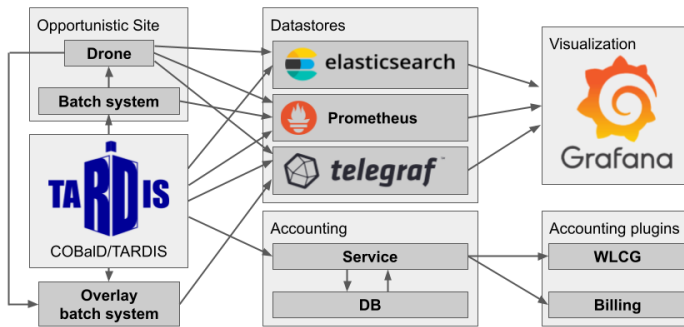 Opportunistic Site
Drone
Batch system
TARDIS
COBalD/TARDIS
Overlay
batch system
Datastores
elasticsearch
Prometheus
telegraf™
Accounting
Service
DB
Visualization
Grafana
Accounting plugins
WLCG
Billing